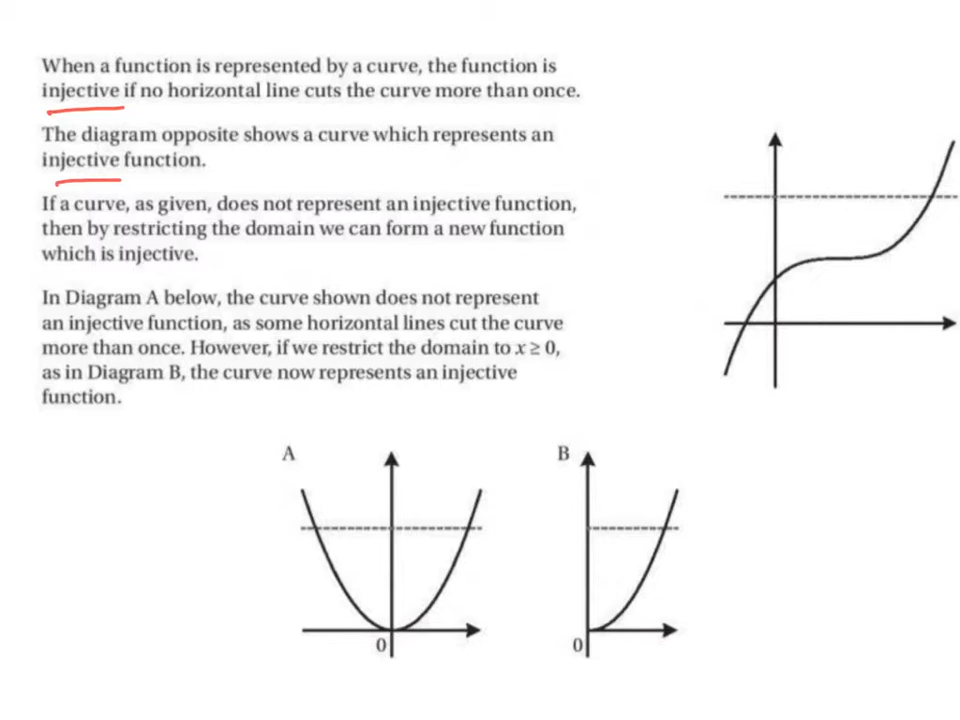 When a function is represented by a curve, the function is
injective if no horizontal line cuts the curve more than once.
The diagram opposite shows a curve which represents an
injective function.
If a curve, as given, does not represent an injective function,
then by restricting the domain we can form a new function
which is injective.
In Diagram A below, the curve shown does not represent
an injective function, as some horizontal lines cut the curve
more than once. However, if we restrict the domain to x ≥ 0,
as in Diagram B, the curve now represents an injective
function.
A
B
0
0